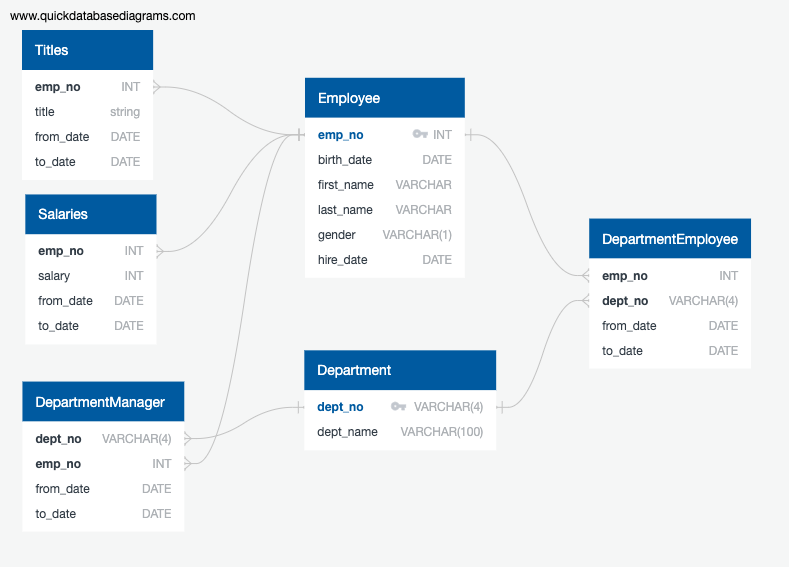 www.quickdatabasediagrams.com
Titles
emp_no INT
title string
from_date DATE
to_date DATE
Salaries
emp_no INT
salary INT
from_date DATE
to_date DATE
DepartmentManager
dept_no VARCHAR(4)
emp_no INT
from_date DATE
to_date DATE
Employee
emp_no INT
birth_date DATE
first_name VARCHAR
last_name VARCHAR
gender VARCHAR(1)
hire_date DATE
Department
dept_no VARCHAR(4)
dept_name VARCHAR(100)
DepartmentEmployee
emp_no INT
dept_no VARCHAR(4)
from_date DATE
to_date DATE